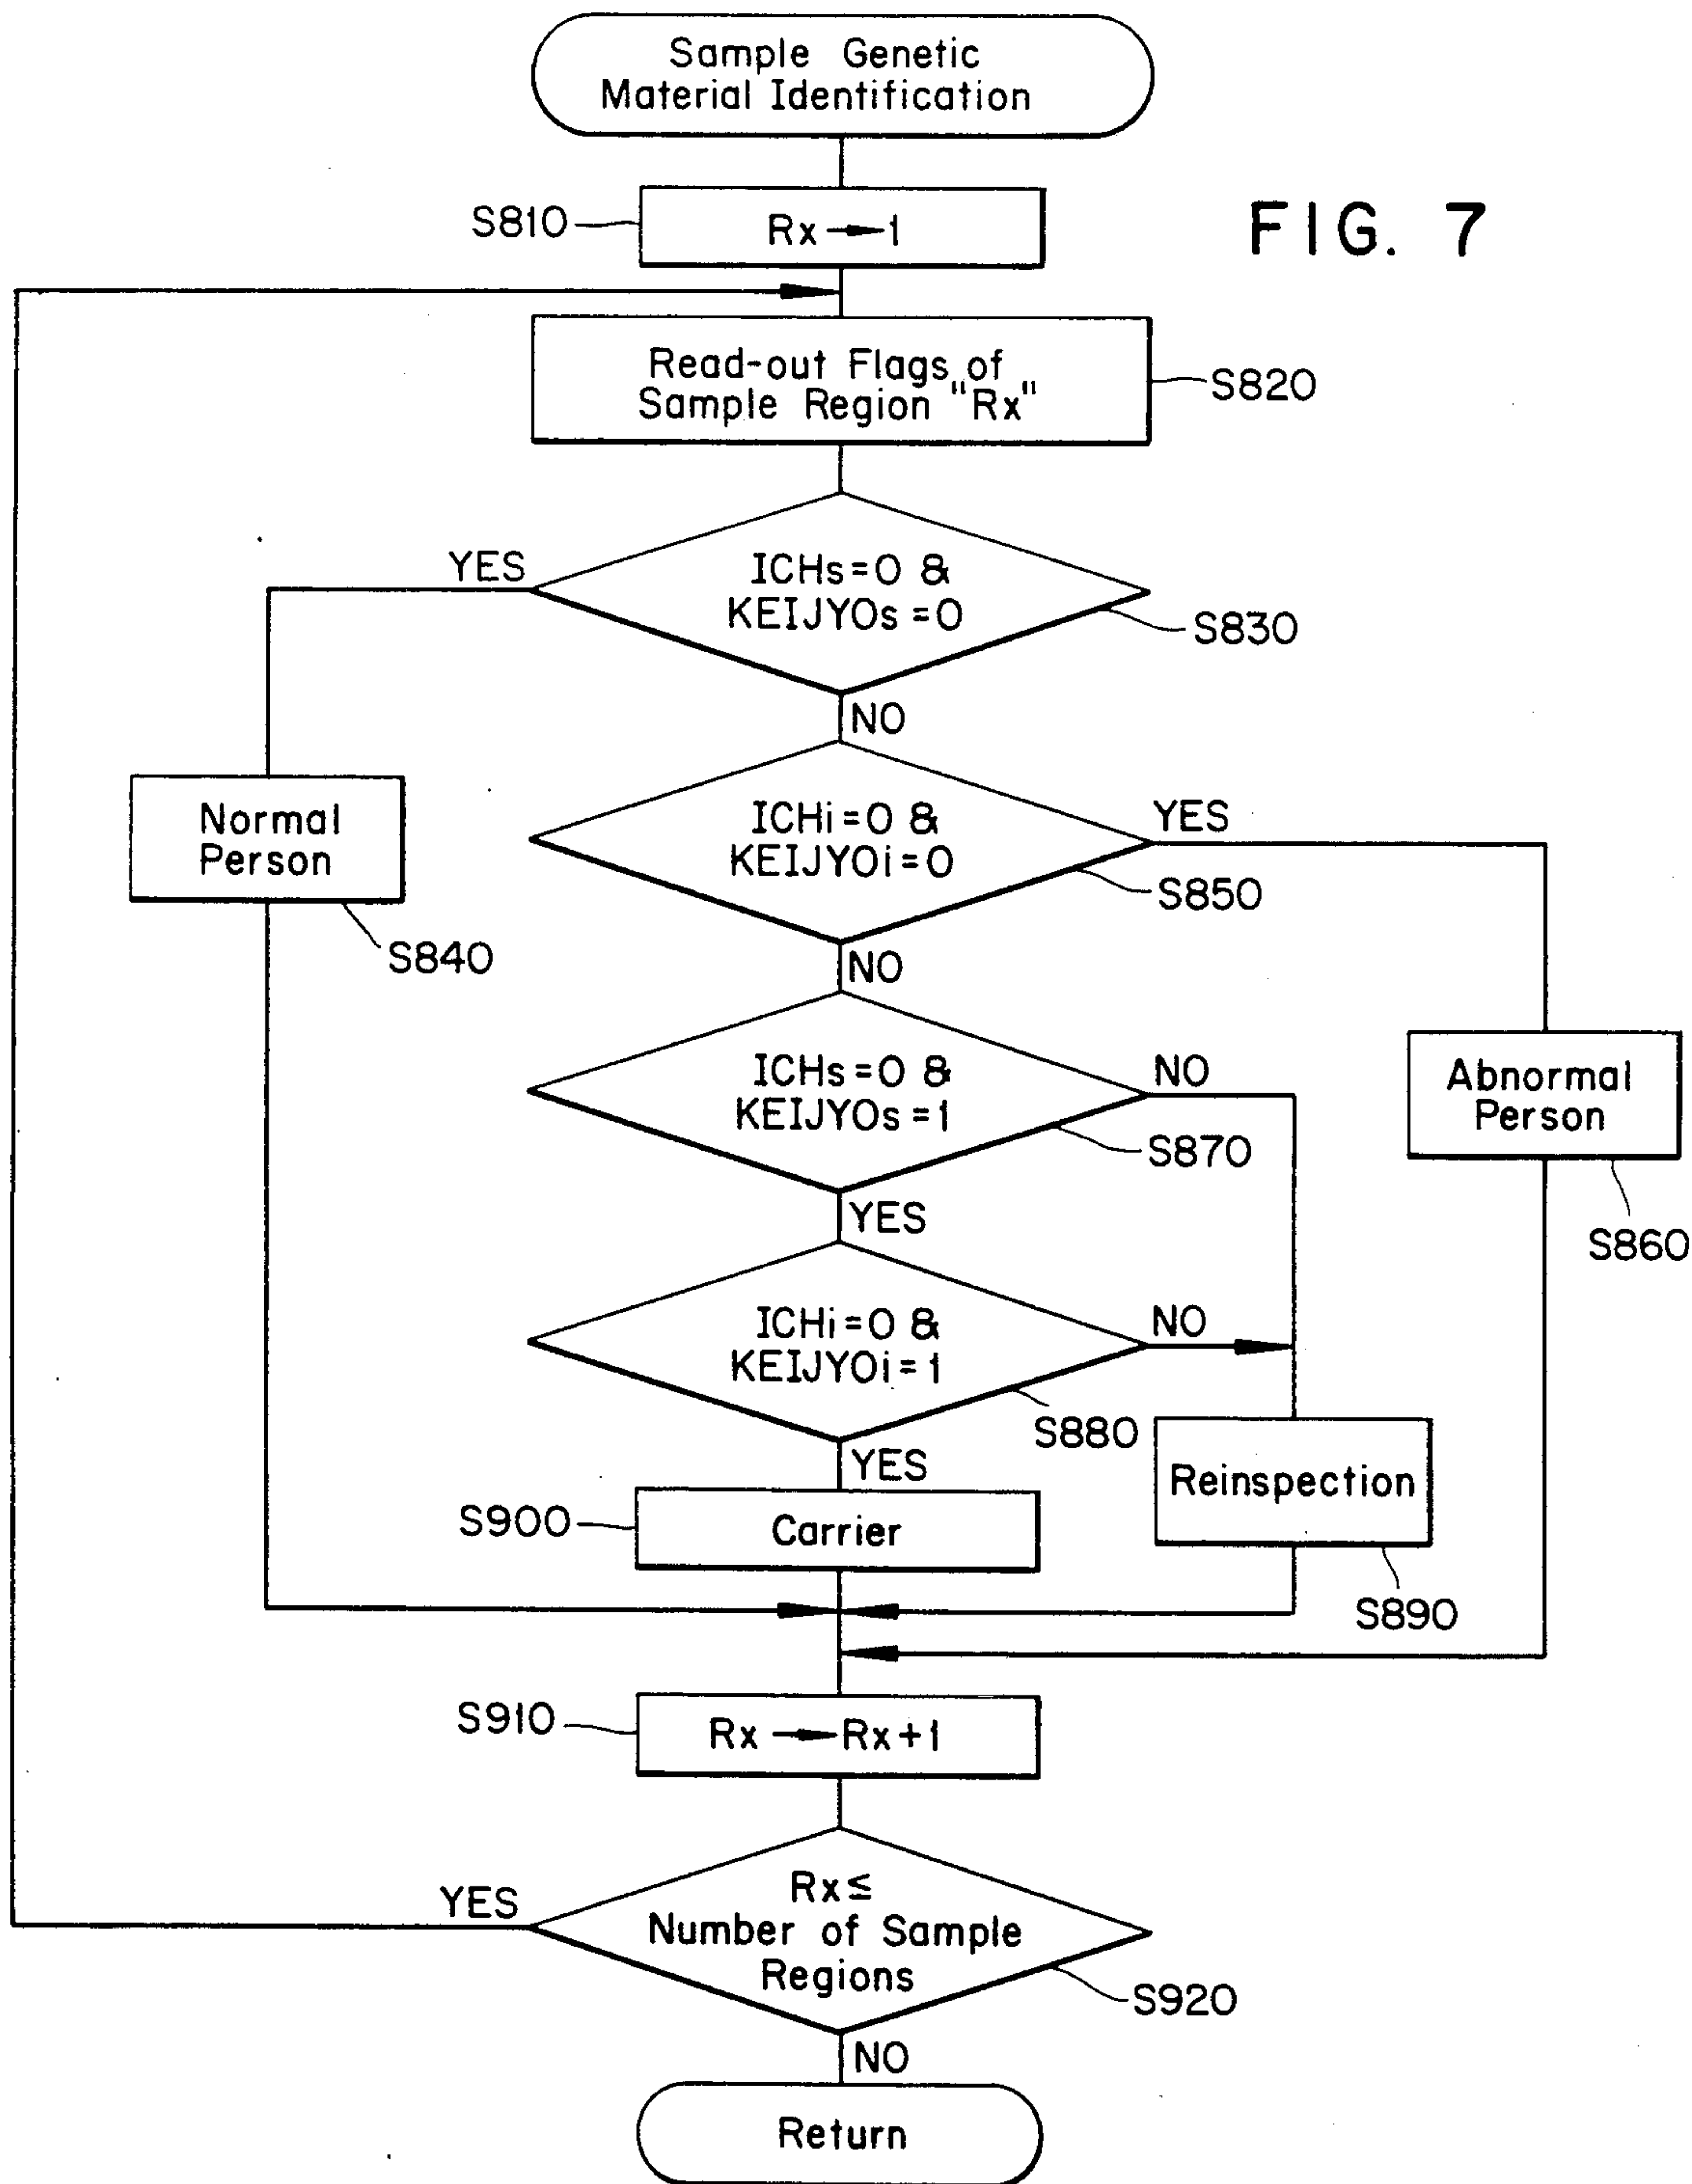 Sample Genetic
Material Identification
FIG. 7
S810
Rx→1
Read-out Flags of
Sample Region "Rx"
S820
YES
ICHs=0 &
KEIJYOs=0
S830
NO
Normal
Person
S840
ICHi=0 &
KEIJYOi=0
YES
S850
NO
ICHs=0 &
KEIJYOs=1
NO
S870
Abnormal
Person
S860
YES
ICHi=0 &
KEIJYOi=1
NO
S880
YES
S900
Carrier
Reinspection
S890
S910
Rx→Rx+1
YES
Rx≤
Number of Sample
Regions
S920
NO
Return